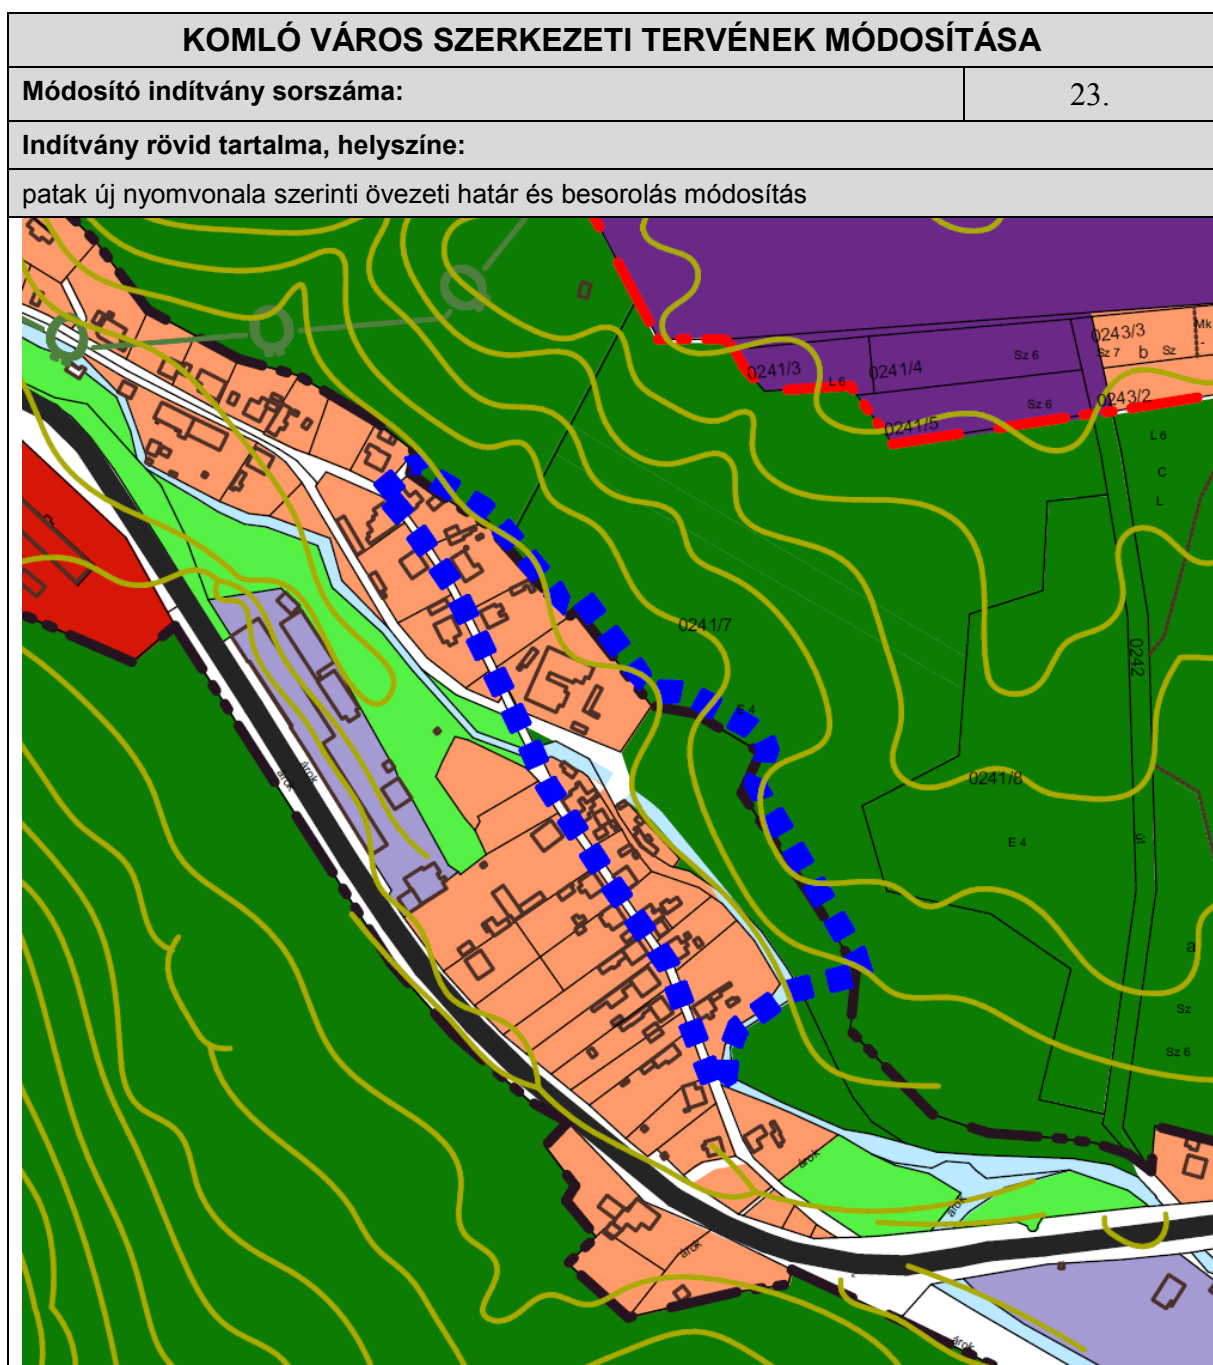 KOMLÓ VÁROS SZERKEZETI TERVÉNEK MÓDOSÍTÁSA
Módosító indítvány sorszáma: 23.
Indítvány rövid tartalma, helyszíne:
patak új nyomvonala szerinti övezeti határ és besorolás módosítás
0243/3
Mk
Sz 7
b
Sz
Sz 6
0241/3
L 6
0241/4
0243/2
Sz 6
0241/5
L 6
C
L
0241/7
0242
E 4
árok
árok
0241/8
út
E 4
a
Sz
Sz 6
árok
árok
árok
árok